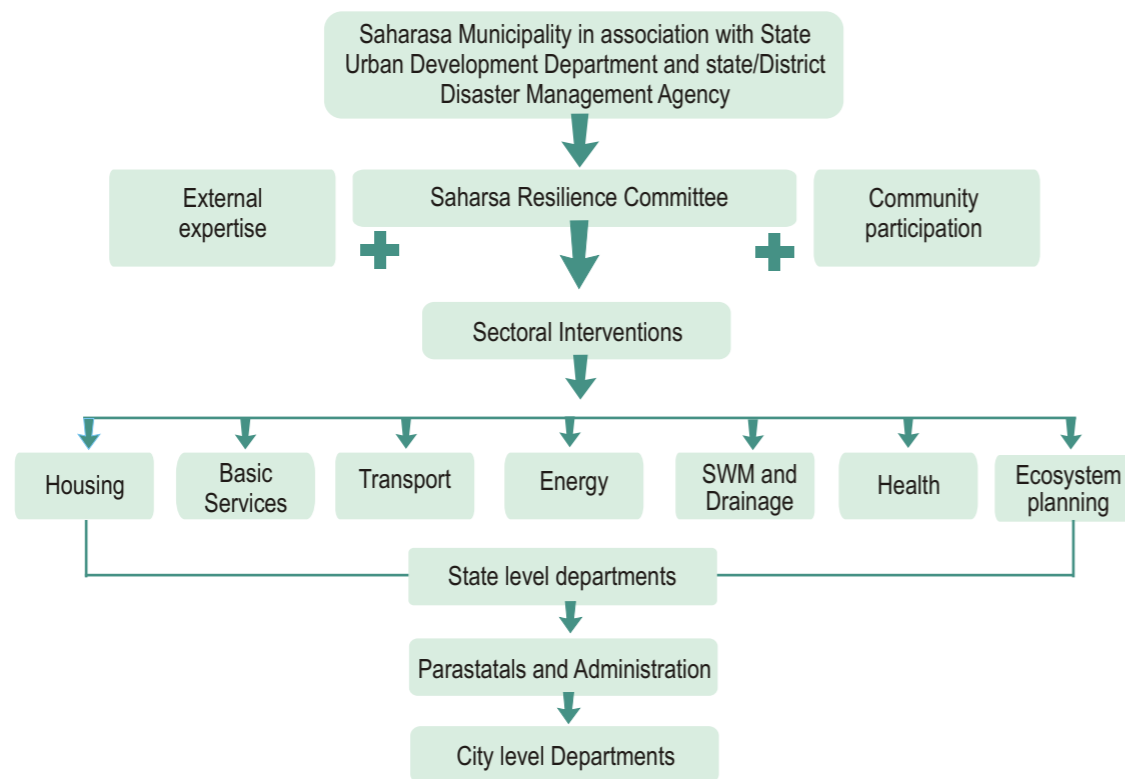 Saharasa Municipality in association with State
Urban Development Department and state/District
Disaster Management Agency
External
expertise
Saharsa Resilience Committee
Community
participation
Sectoral Interventions
Housing
Basic
Services
Transport
Energy
SWM and
Drainage
Health
Ecosystem
planning
State level departments
Parastatals and Administration
City level Departments